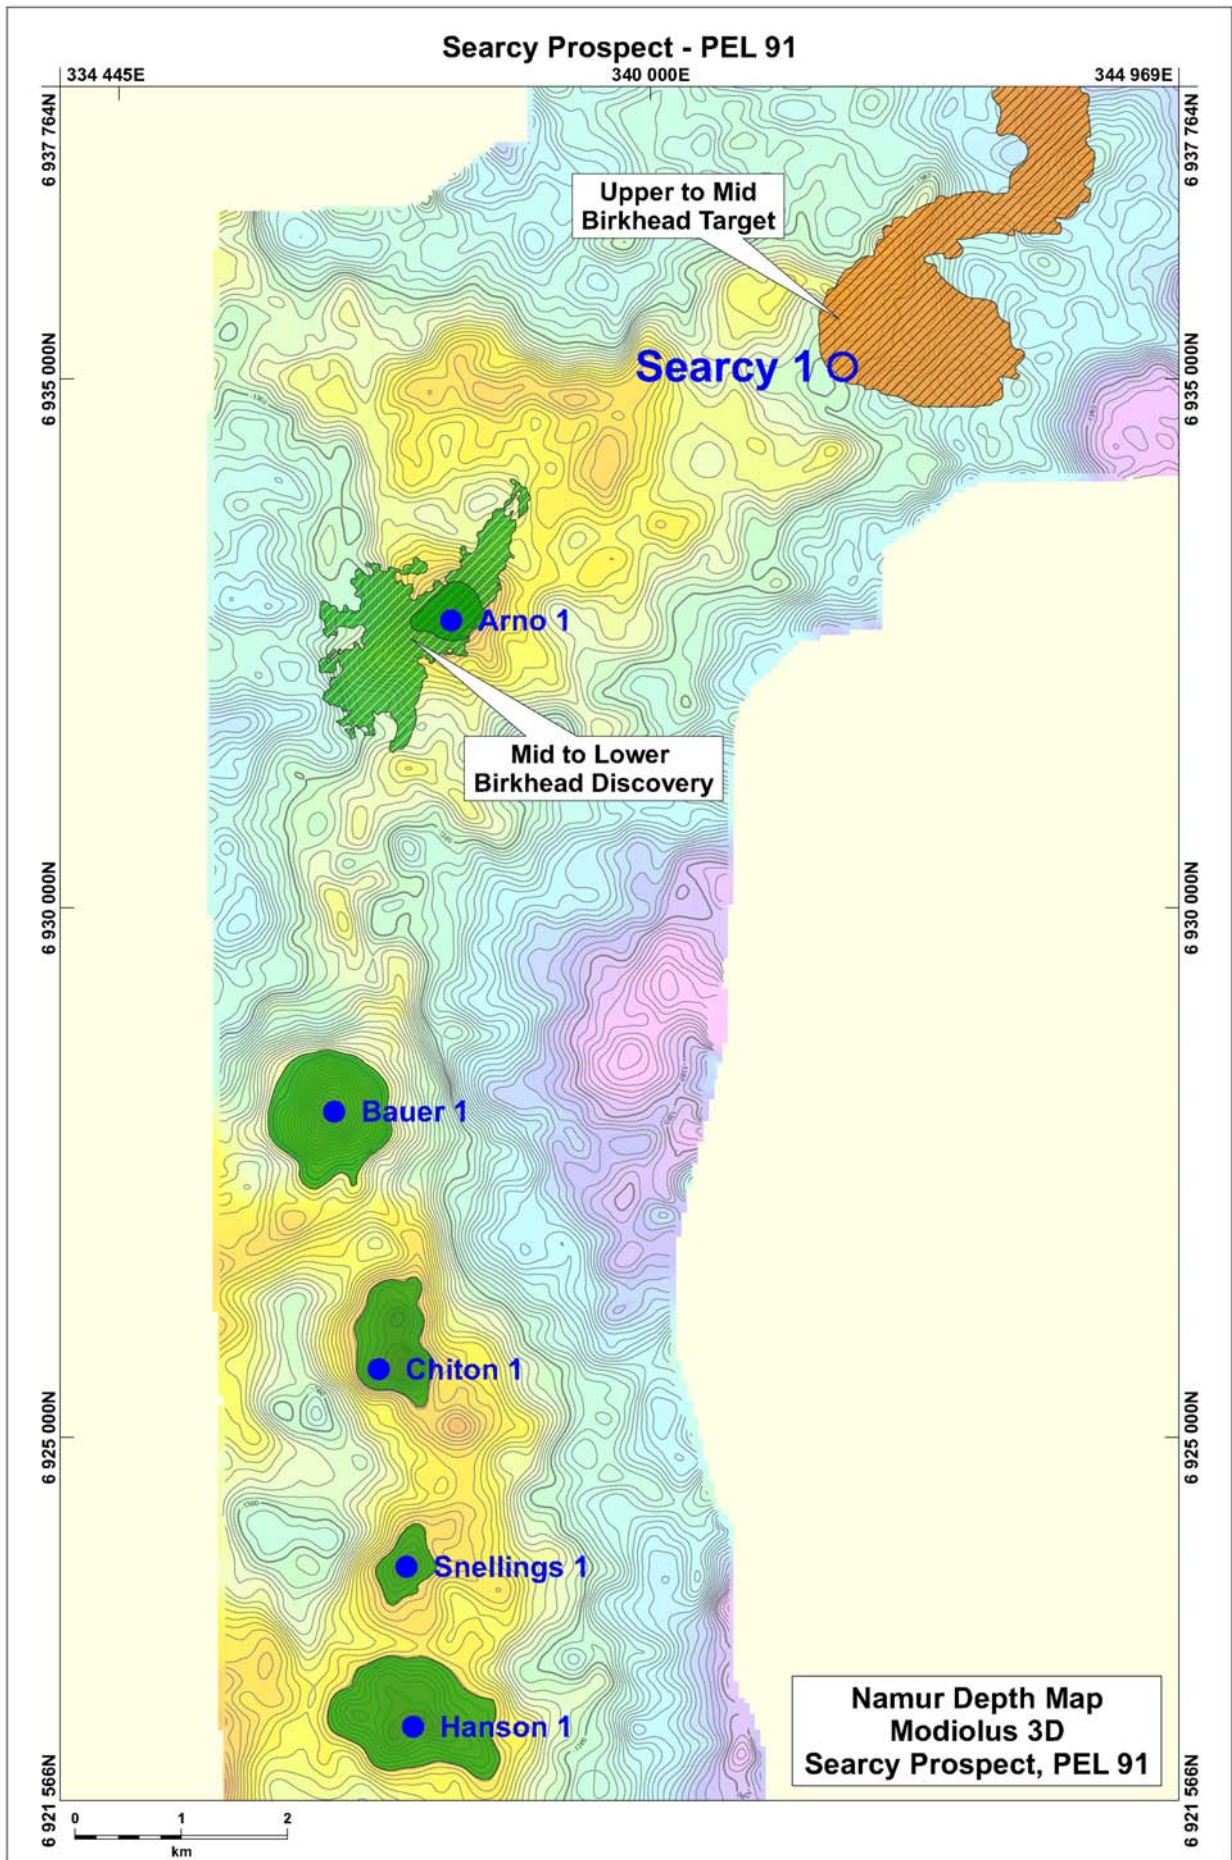 Searcy Prospect - PEL 91
334 445E
340 000E
344 969E
6 937 764N
6 937 764N
Upper to Mid
Birkhead Target
Searcy 1
6 935 000N
6 935 000N
Arno 1
Mid to Lower
Birkhead Discovery
6 930 000N
6 930 000N
Bauer 1
Chiton 1
6 925 000N
6 925 000N
Snellings 1
Hanson 1
Namur Depth Map
Modiolus 3D
Searcy Prospect, PEL 91
6 921 566N
6 921 566N
0
1
2
km